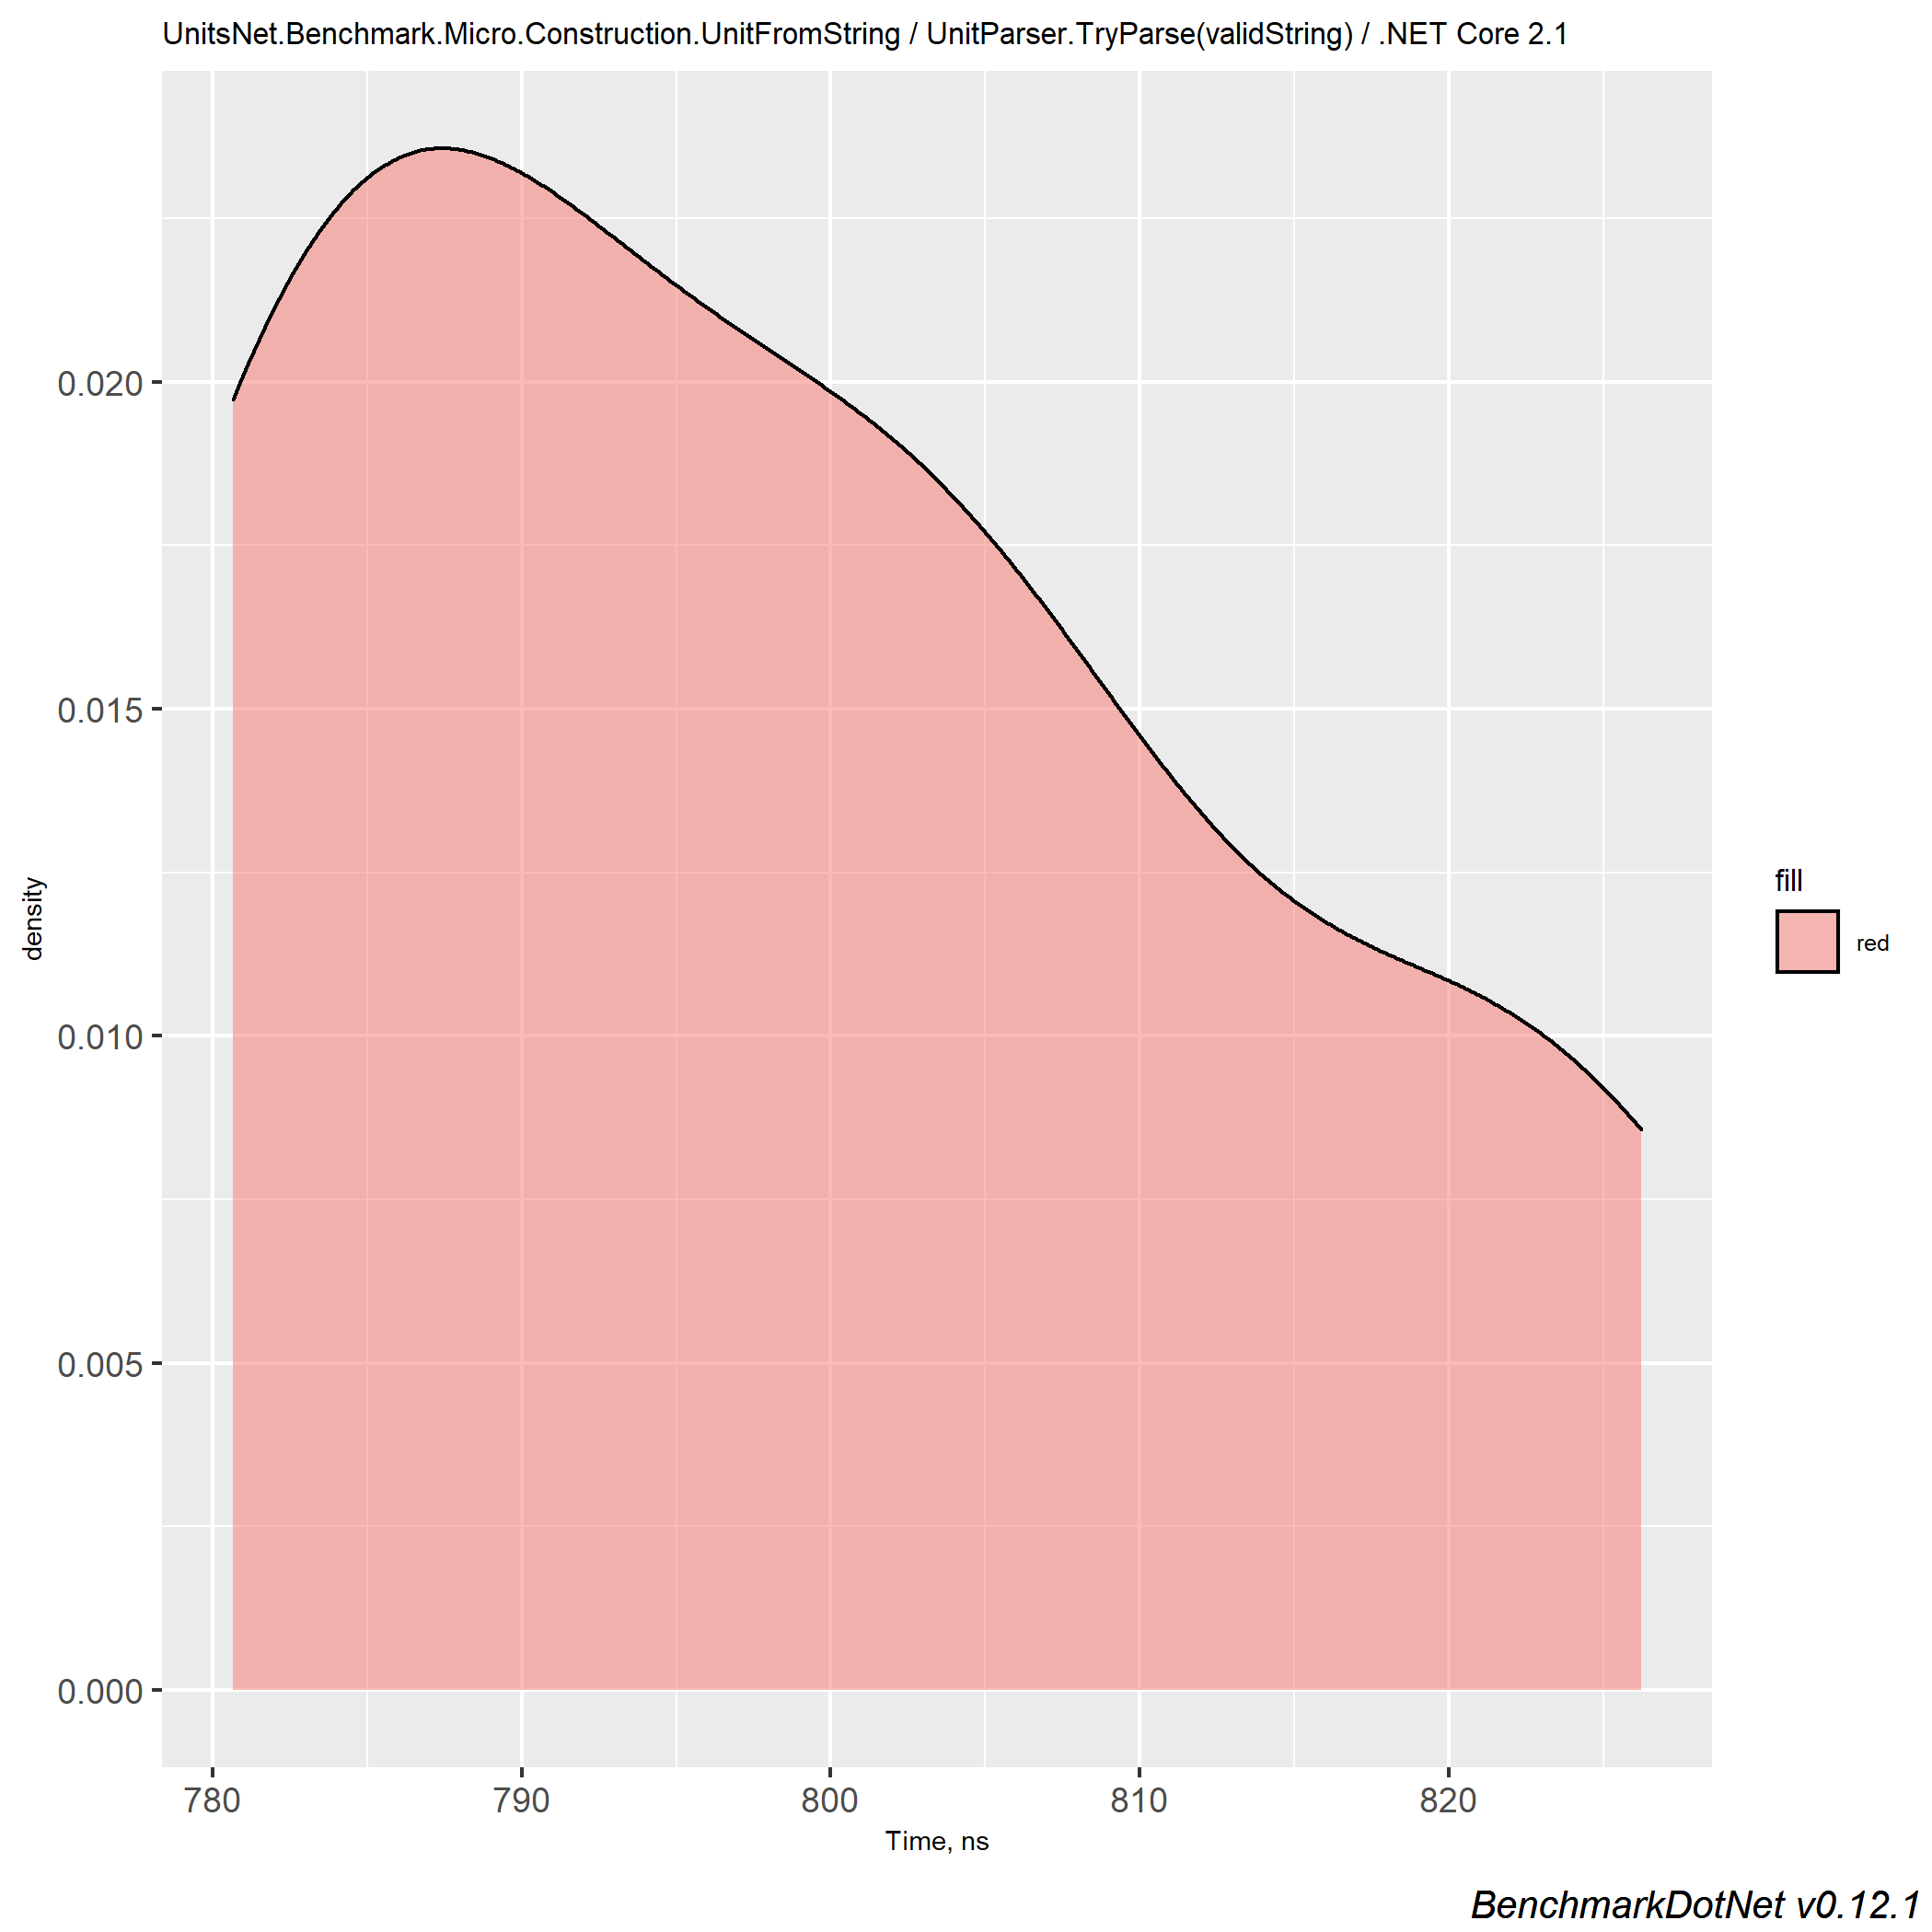 UnitsNet.Benchmark.Micro.Construction.UnitFromString / UnitParser.TryParse(validString) / .NET Core 2.1
density
0.020
0.015
0.010
0.005
0.000
780 790 800 810 820
Time, ns
fill
red
BenchmarkDotNet v0.12.1